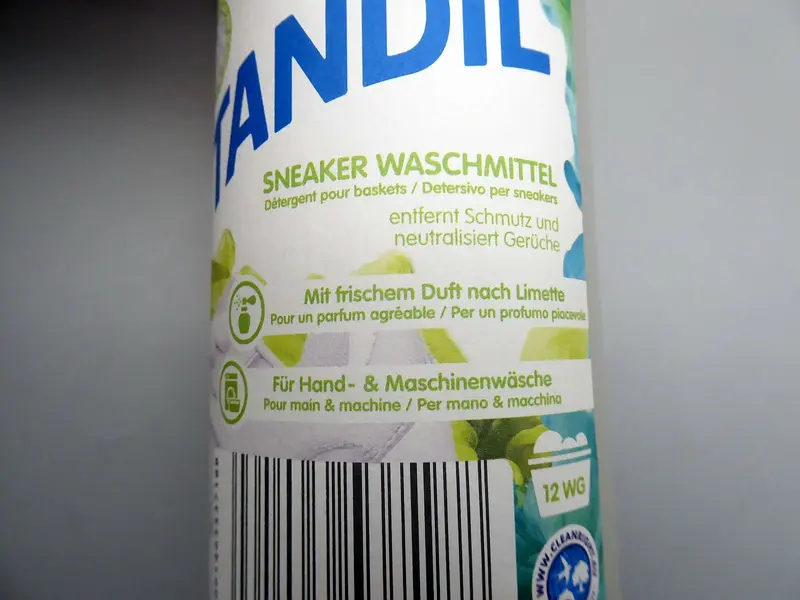 TANDIL
SNEAKER WASCHMITTEL
Détergent pour baskets / Detersivo per sneakers
entfernt Schmutz und
neutralisiert Gerüche
Mit frischem Duft nach Limette
Pour un parfum agréable / Per un profumo piacevole
Für Hand- & Maschinenwäsche
Pour main & machine / Per mano & macchina
12 WG